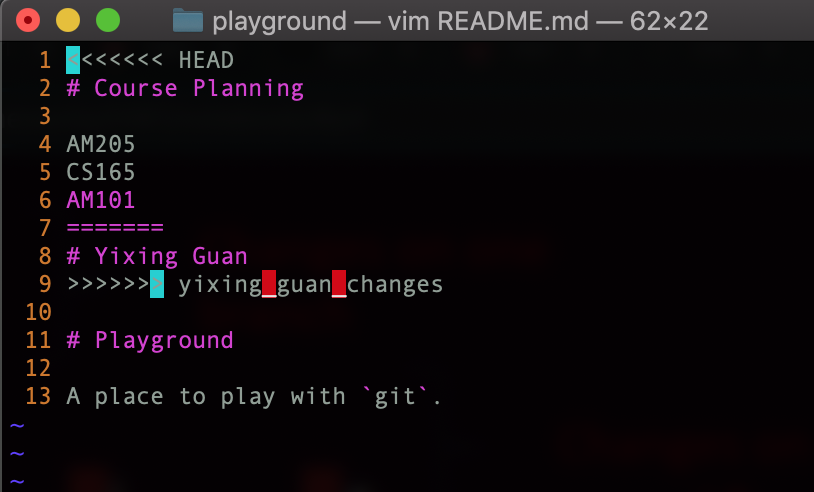 playground — vim README.md — 62×22
1 <<<<<<< HEAD
2 # Course Planning
3
4 AM205
5 CS165
6 AM101
7 =======
8 # Yixing Guan
9 >>>>>>> yixing_guan_changes
10
11 # Playground
12
13 A place to play with `git`.
~
~
~